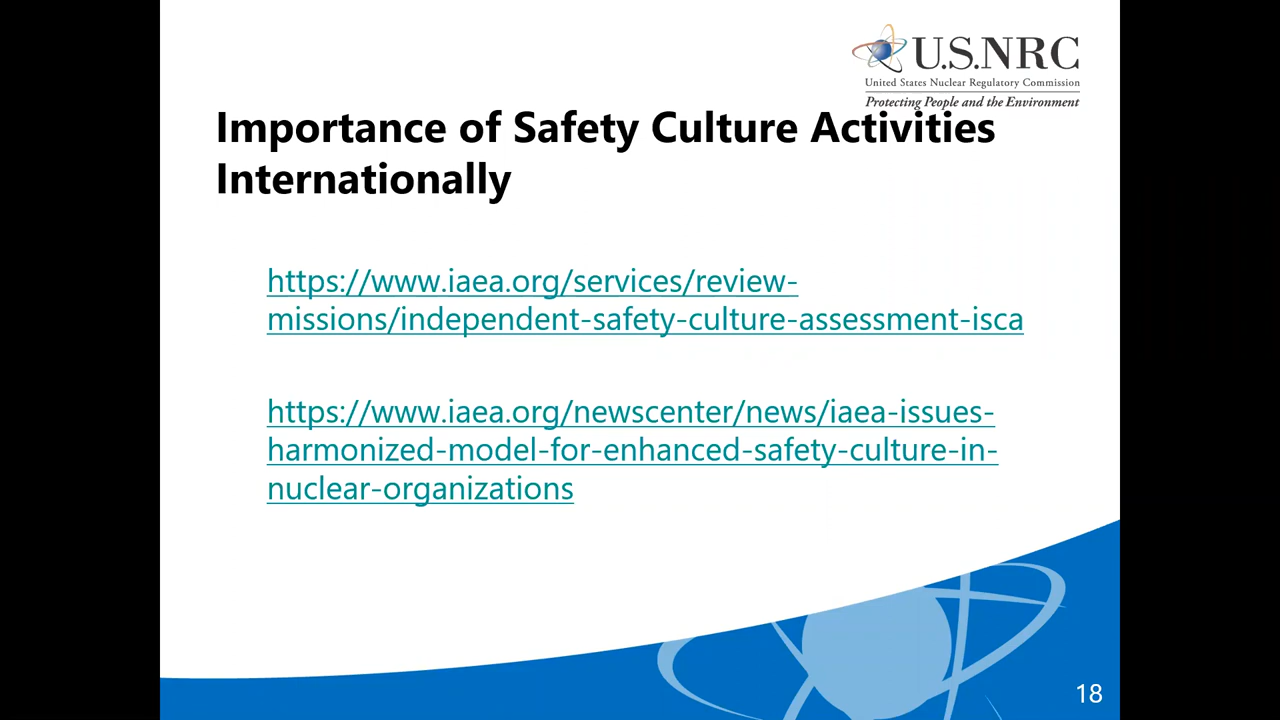 U.S.NRC
United States Nuclear Regulatory Commission
Protecting People and the Environment
Importance of Safety Culture Activities
Internationally
https://www.iaea.org/services/review-
missions/independent-safety-culture-assessment-isca
https://www.iaea.org/newscenter/news/iaea-issues-
harmonized-model-for-enhanced-safety-culture-in-
nuclear-organizations
18